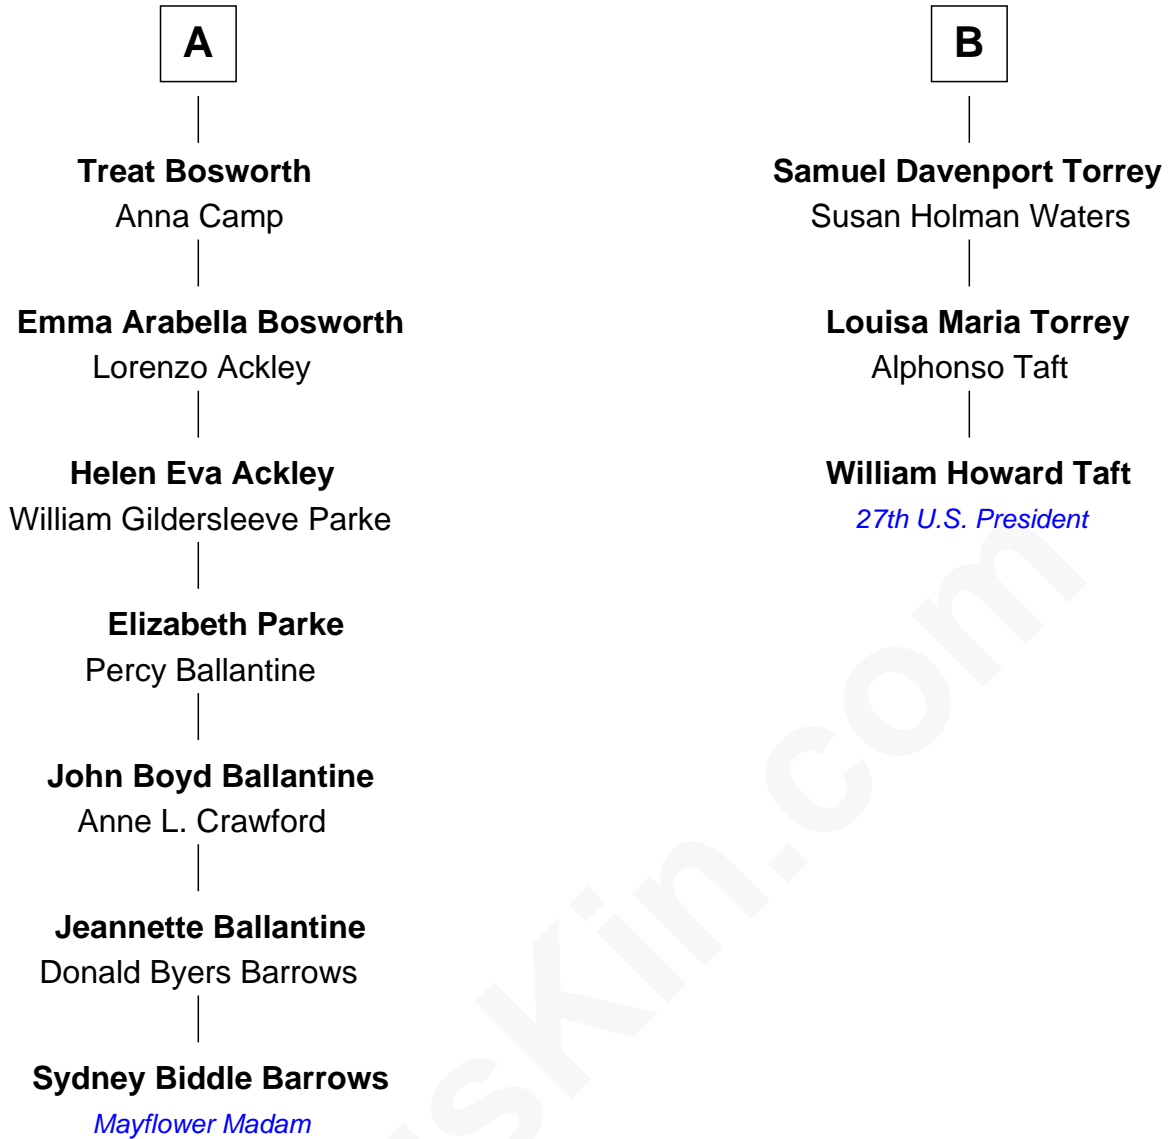 A
Treat Bosworth
Anna Camp
Emma Arabella Bosworth
Lorenzo Ackley
Helen Eva Ackley
William Gildersleeve Parke
Elizabeth Parke
Percy Ballantine
John Boyd Ballantine
Anne L. Crawford
Jeannette Ballantine
Donald Byers Barrows
Sydney Biddle Barrows
Mayflower Madam
B
Samuel Davenport Torrey
Susan Holman Waters
Louisa Maria Torrey
Alphonso Taft
William Howard Taft
27th U.S. President
sKin.com